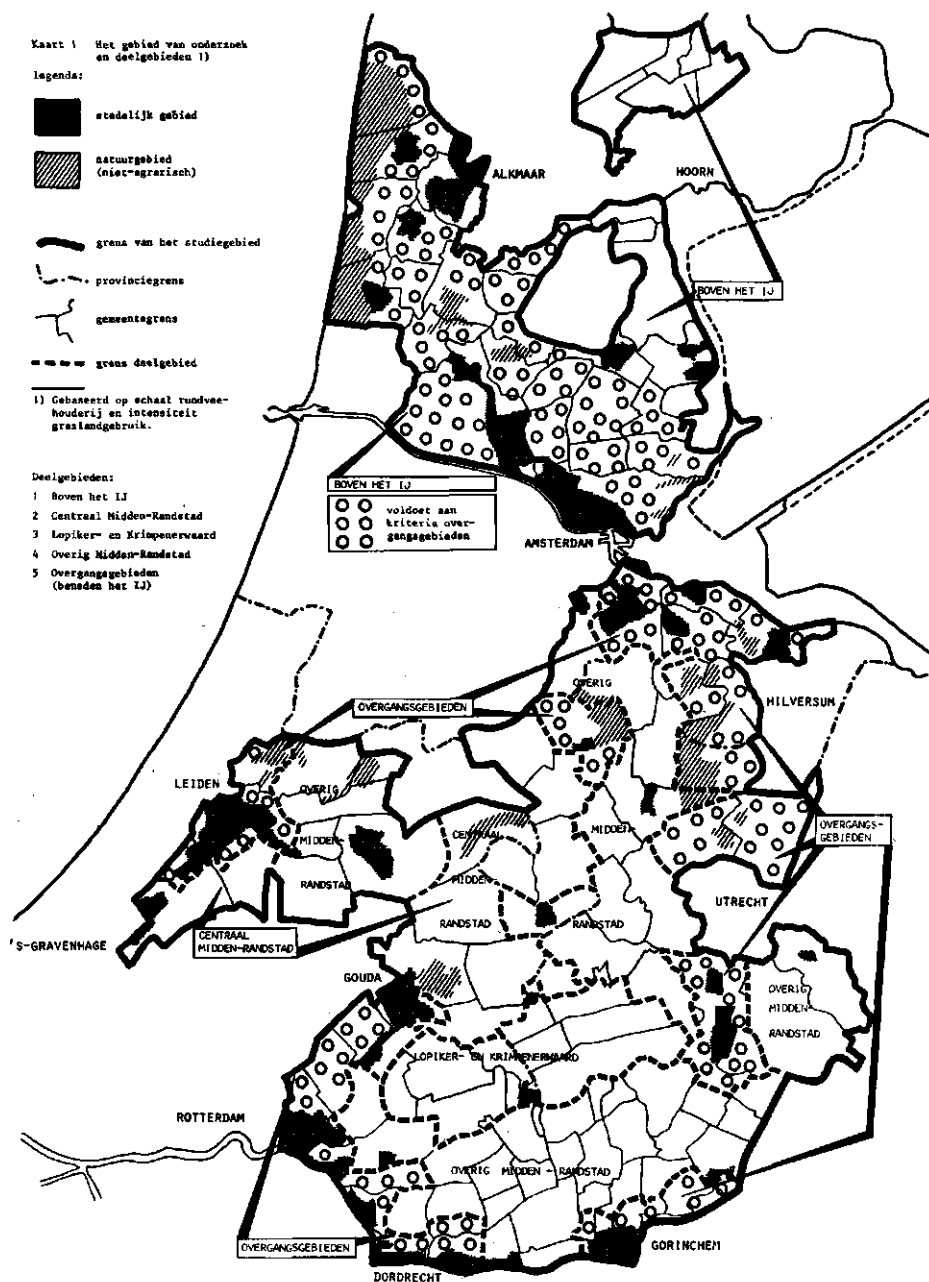 Kaart 1 Het gebied van onderzoek
en deelgebieden 1)
legenda:
stedelijk gebied
natuurgebied
(niet-agrarisch)
grens van het studiegebied
provinciegrens
gemeentegrens
grens deelgebied
1) Gebaseerd op schaal rundvee-
houderij en intensiteit
graslandgebruik.
Deelgebieden:
1 Boven het IJ
2 Centraal Midden-Randstad
3 Lopiker- en Krimpenerwaard
4 Overig Midden-Randstad
5 Overgangsgebieden
(beneden het IJ)
ALKMAAR
HOORN
BOVEN HET IJ
BOVEN HET IJ
voldoet aan
kriteria over-
gangsgebieden
AMSTERDAM
OVERIG
HILVERSUM
OVERGANGSGEBIEDEN
LEIDEN
OVERIG
MIDDEN-
RANDSTAD
CENTRAAL
MIDDEN
RANDSTAD
MIDDEN-
RANDSTAD
OVERGANGS-
GEBIEDEN
UTRECHT
'S-GRAVENHAGE
CENTRAAL
MIDDEN-RANDSTAD
GOUDA
OVERIG
MIDDEN-
RANDSTAD
LOPIKER- EN KRIMPENERWAARD
ROTTERDAM
OVERIG MIDDEN - RANDSTAD
OVERGANGSGEBIEDEN
GORINCHEM
DORDRECHT